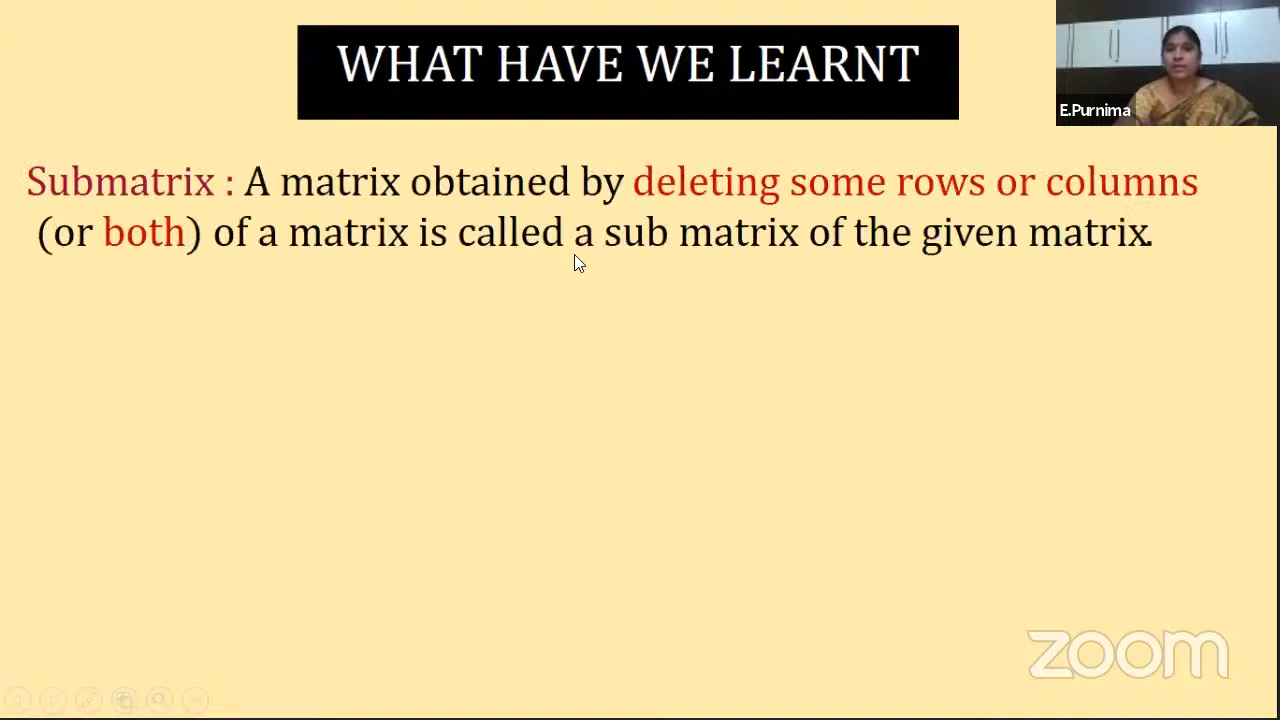 WHAT HAVE WE LEARNT
E.Purnima
Submatrix : A matrix obtained by deleting some rows or columns
(or both) of a matrix is called a sub matrix of the given matrix.
zoom